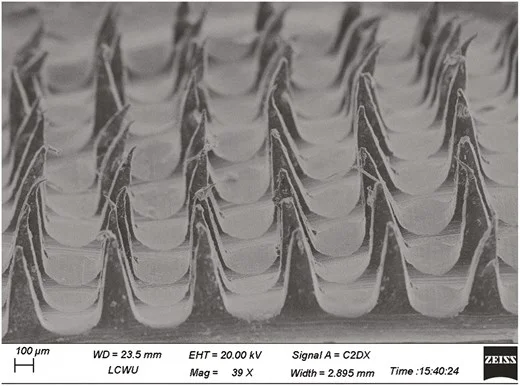 100 µm WD = 23.5 mm EHT = 20.00 kV Signal A = C2DX ZEISS
LCWU Mag = 39 X Width = 2.895 mm Time :15:40:24